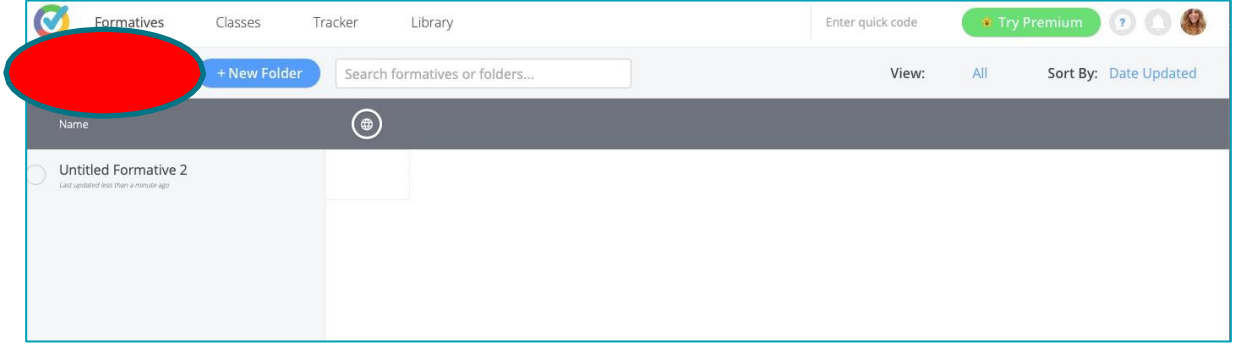 Formatives Classes Tracker Library Enter quick code Try Premium ?
+ New Folder Search formatives or folders... View: All Sort By: Date Updated
Name
Untitled Formative 2
Last updated less than a minute ago